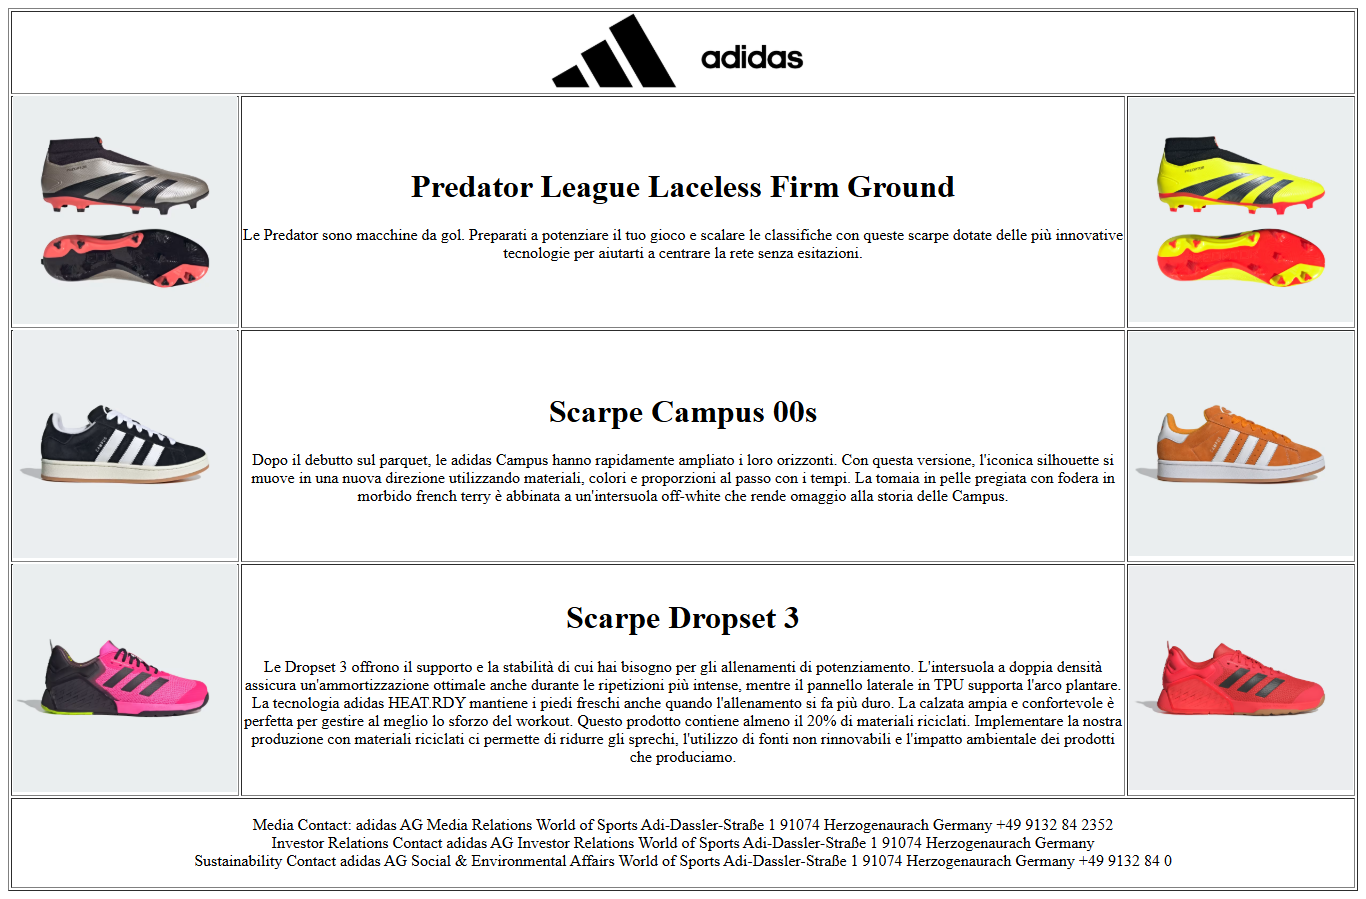 adidas
Predator League Laceless Firm Ground
Le Predator sono macchine da gol. Preparati a potenziare il tuo gioco e scalare le classifiche con queste scarpe dotate delle più innovative
tecnologie per aiutarti a centrare la rete senza esitazioni.
Scarpe Campus 00s
Dopo il debutto sul parquet, le adidas Campus hanno rapidamente ampliato i loro orizzonti. Con questa versione, l'iconica silhouette si
muove in una nuova direzione utilizzando materiali, colori e proporzioni al passo con i tempi. La tomaia in pelle pregiata con fodera in
morbido french terry è abbinata a un'intersuola off-white che rende omaggio alla storia delle Campus.
Scarpe Dropset 3
Le Dropset 3 offrono il supporto e la stabilità di cui hai bisogno per gli allenamenti di potenziamento. L'intersuola a doppia densità
assicura un'ammortizzazione ottimale anche durante le ripetizioni più intense, mentre il pannello laterale in TPU supporta l'arco plantare.
La tecnologia adidas HEAT.RDY mantiene i piedi freschi anche quando l'allenamento si fa più duro. La calzata ampia e confortevole è
perfetta per gestire al meglio lo sforzo del workout. Questo prodotto contiene almeno il 20% di materiali riciclati. Implementare la nostra
produzione con materiali riciclati ci permette di ridurre gli sprechi, l'utilizzo di fonti non rinnovabili e l'impatto ambientale dei prodotti
che produciamo.
Media Contact: adidas AG Media Relations World of Sports Adi-Dassler-Straße 1 91074 Herzogenaurach Germany +49 9132 84 2352
Investor Relations Contact adidas AG Investor Relations World of Sports Adi-Dassler-Straße 1 91074 Herzogenaurach Germany
Sustainability Contact adidas AG Social & Environmental Affairs World of Sports Adi-Dassler-Straße 1 91074 Herzogenaurach Germany +49 9132 84 0